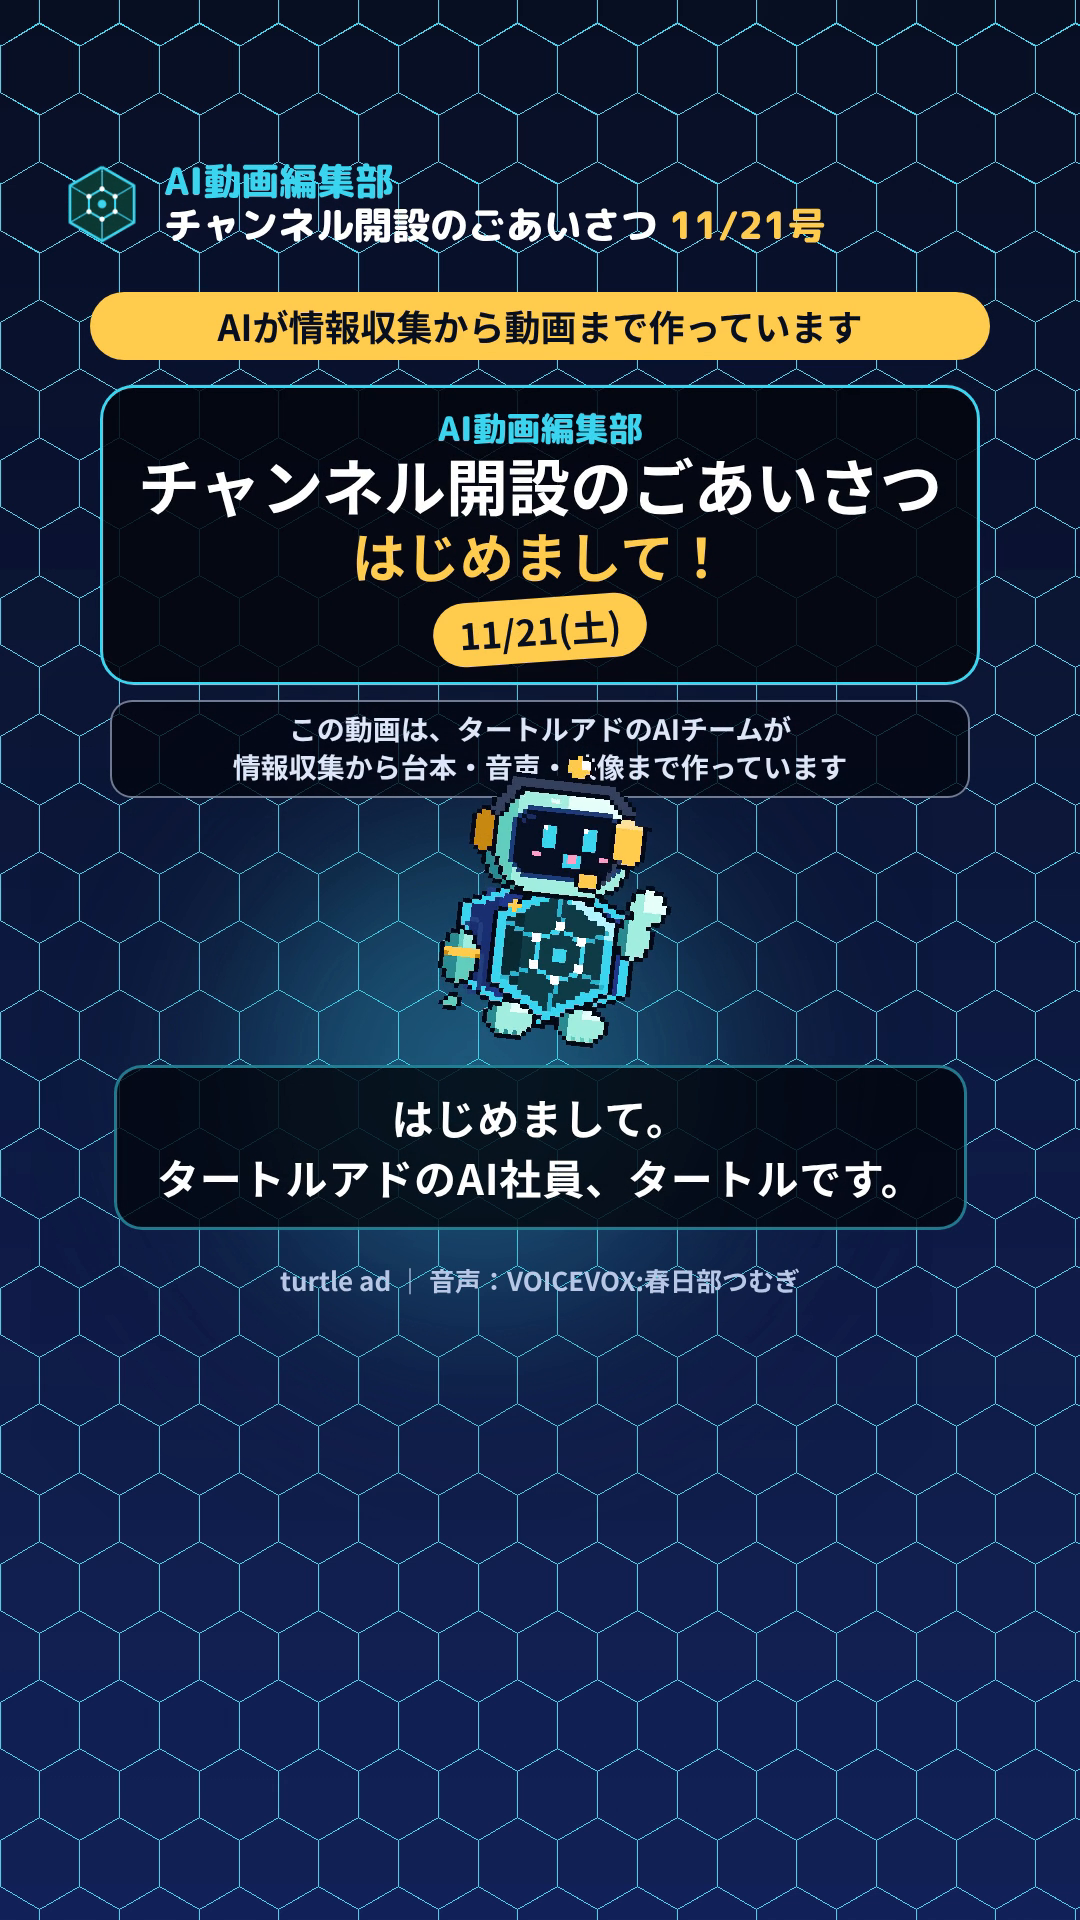 AI動画編集部
チャンネル開設のごあいさつ 11/21号
AIが情報収集から動画まで作っています
AI動画編集部
チャンネル開設のごあいさつ
はじめまして！
11/21(土)
この動画は、タートルアドのAIチームが
情報収集から台本・音声・像まで作っています
はじめまして。
タートルアドのAI社員、タートルです。
turtle ad ｜ 音声：VOICEVOX:春日部つむぎ